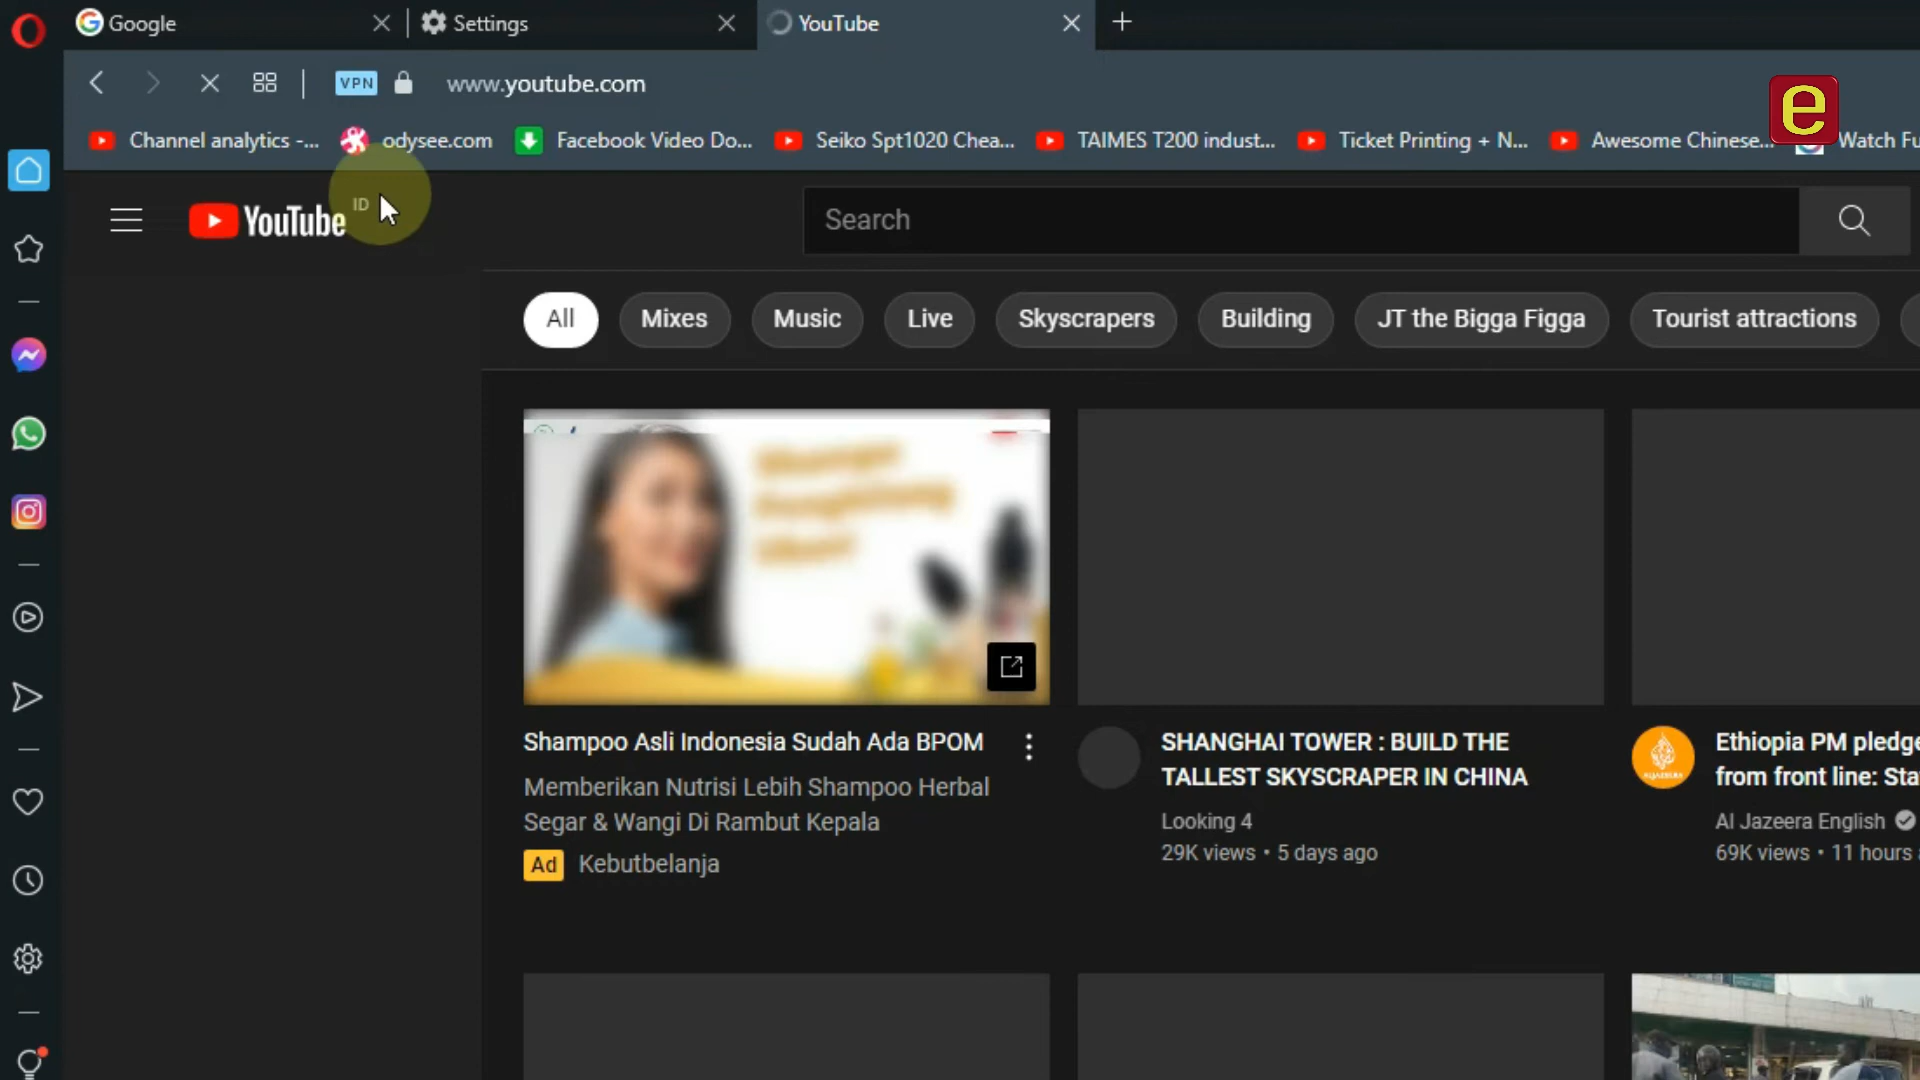 Google
Settings
YouTube
VPN
www.youtube.com
e
Channel analytics -...
odysee.com
Facebook Video Do...
Seiko Spt1020 Chea...
TAIMES T200 indust...
Ticket Printing + N...
Awesome Chinese...
Watch Fu
YouTube ID
Search
All
Mixes
Music
Live
Skyscrapers
Building
JT the Bigga Figga
Tourist attractions
Shampoo Asli Indonesia Sudah Ada BPOM
Memberikan Nutrisi Lebih Shampoo Herbal
Segar & Wangi Di Rambut Kepala
Ad Kebutbelanja
SHANGHAI TOWER : BUILD THE
TALLEST SKYSCRAPER IN CHINA
Looking 4
29K views • 5 days ago
Ethiopia PM pledge
from front line: Sta
Al Jazeera English
69K views • 11 hours